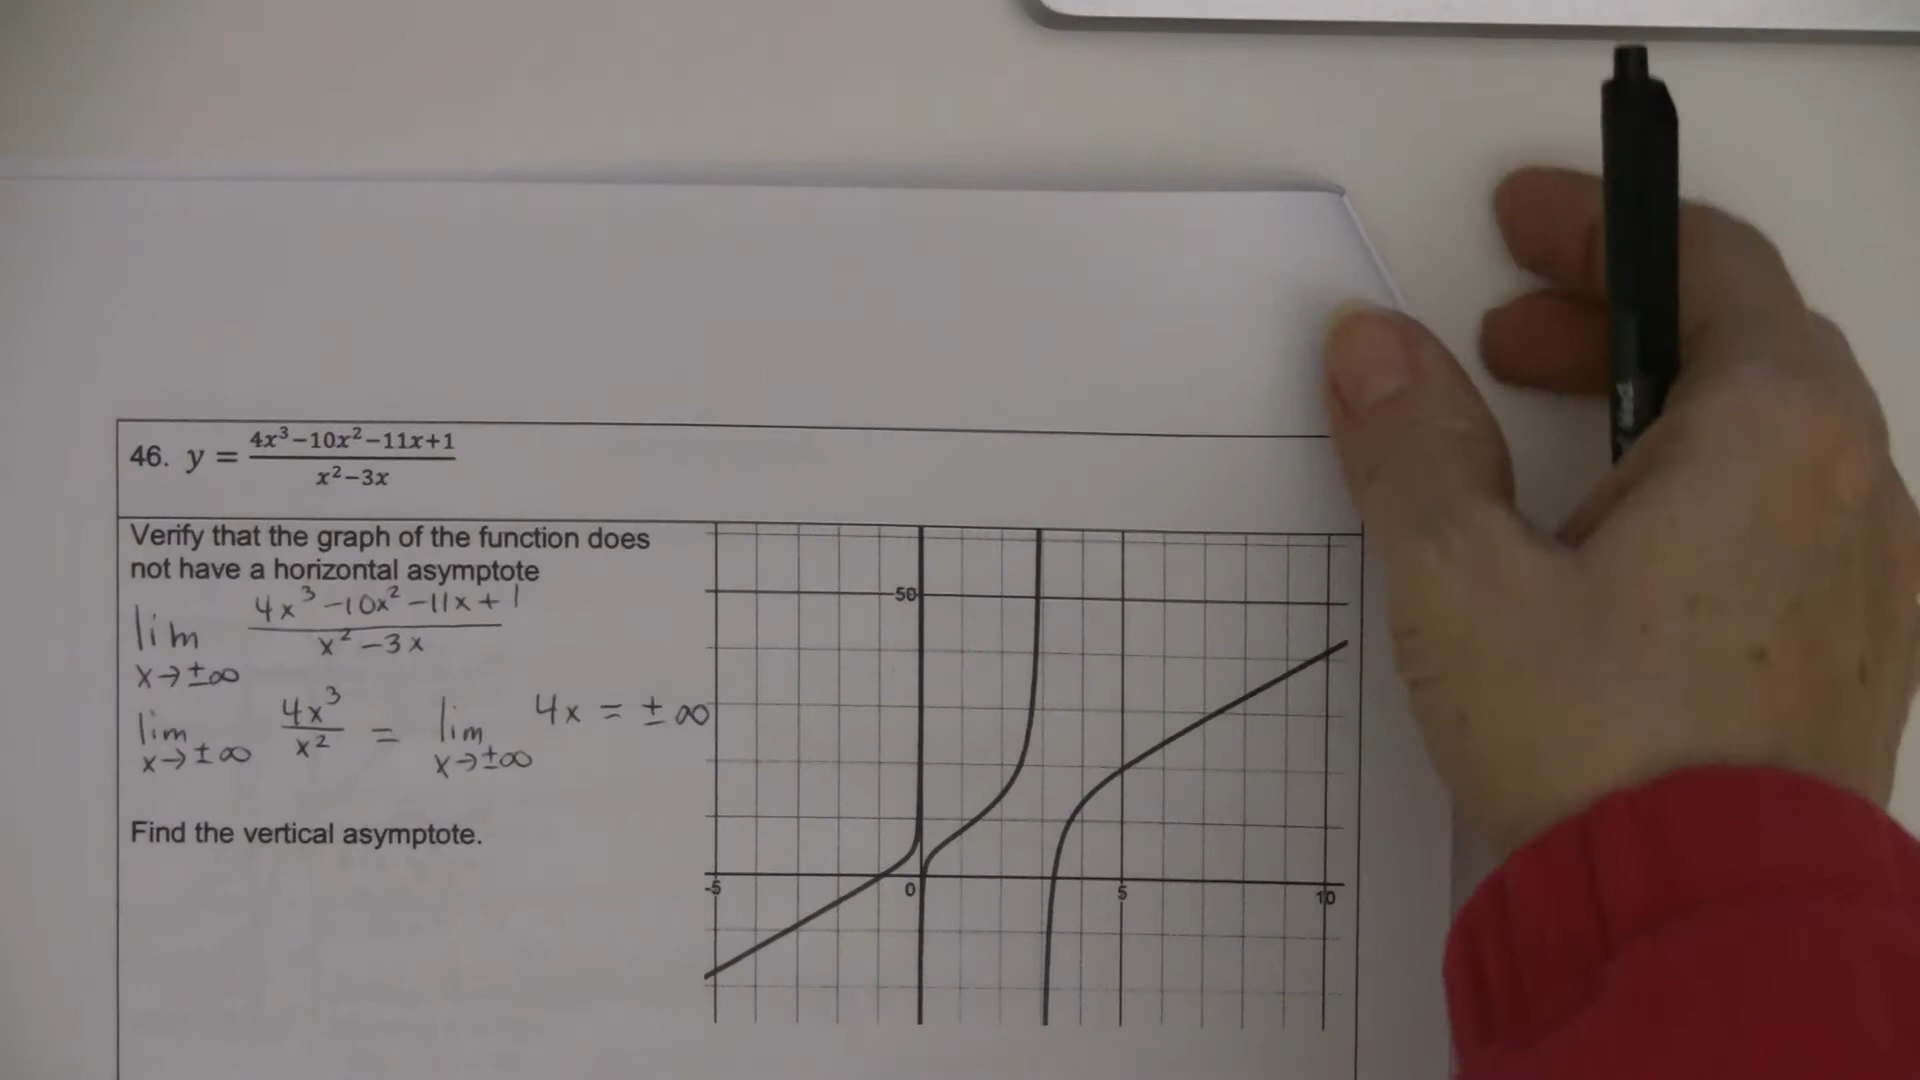 46. y = 4x³−10x²−11x+1 / x²−3x
Verify that the graph of the function does
not have a horizontal asymptote
lim x→±∞ 4x³−10x²−11x+1 / x²−3x
lim x→±∞ 4x³ / x² = lim x→±∞ 4x = ±∞
Find the vertical asymptote.
50
-5 0 5 10